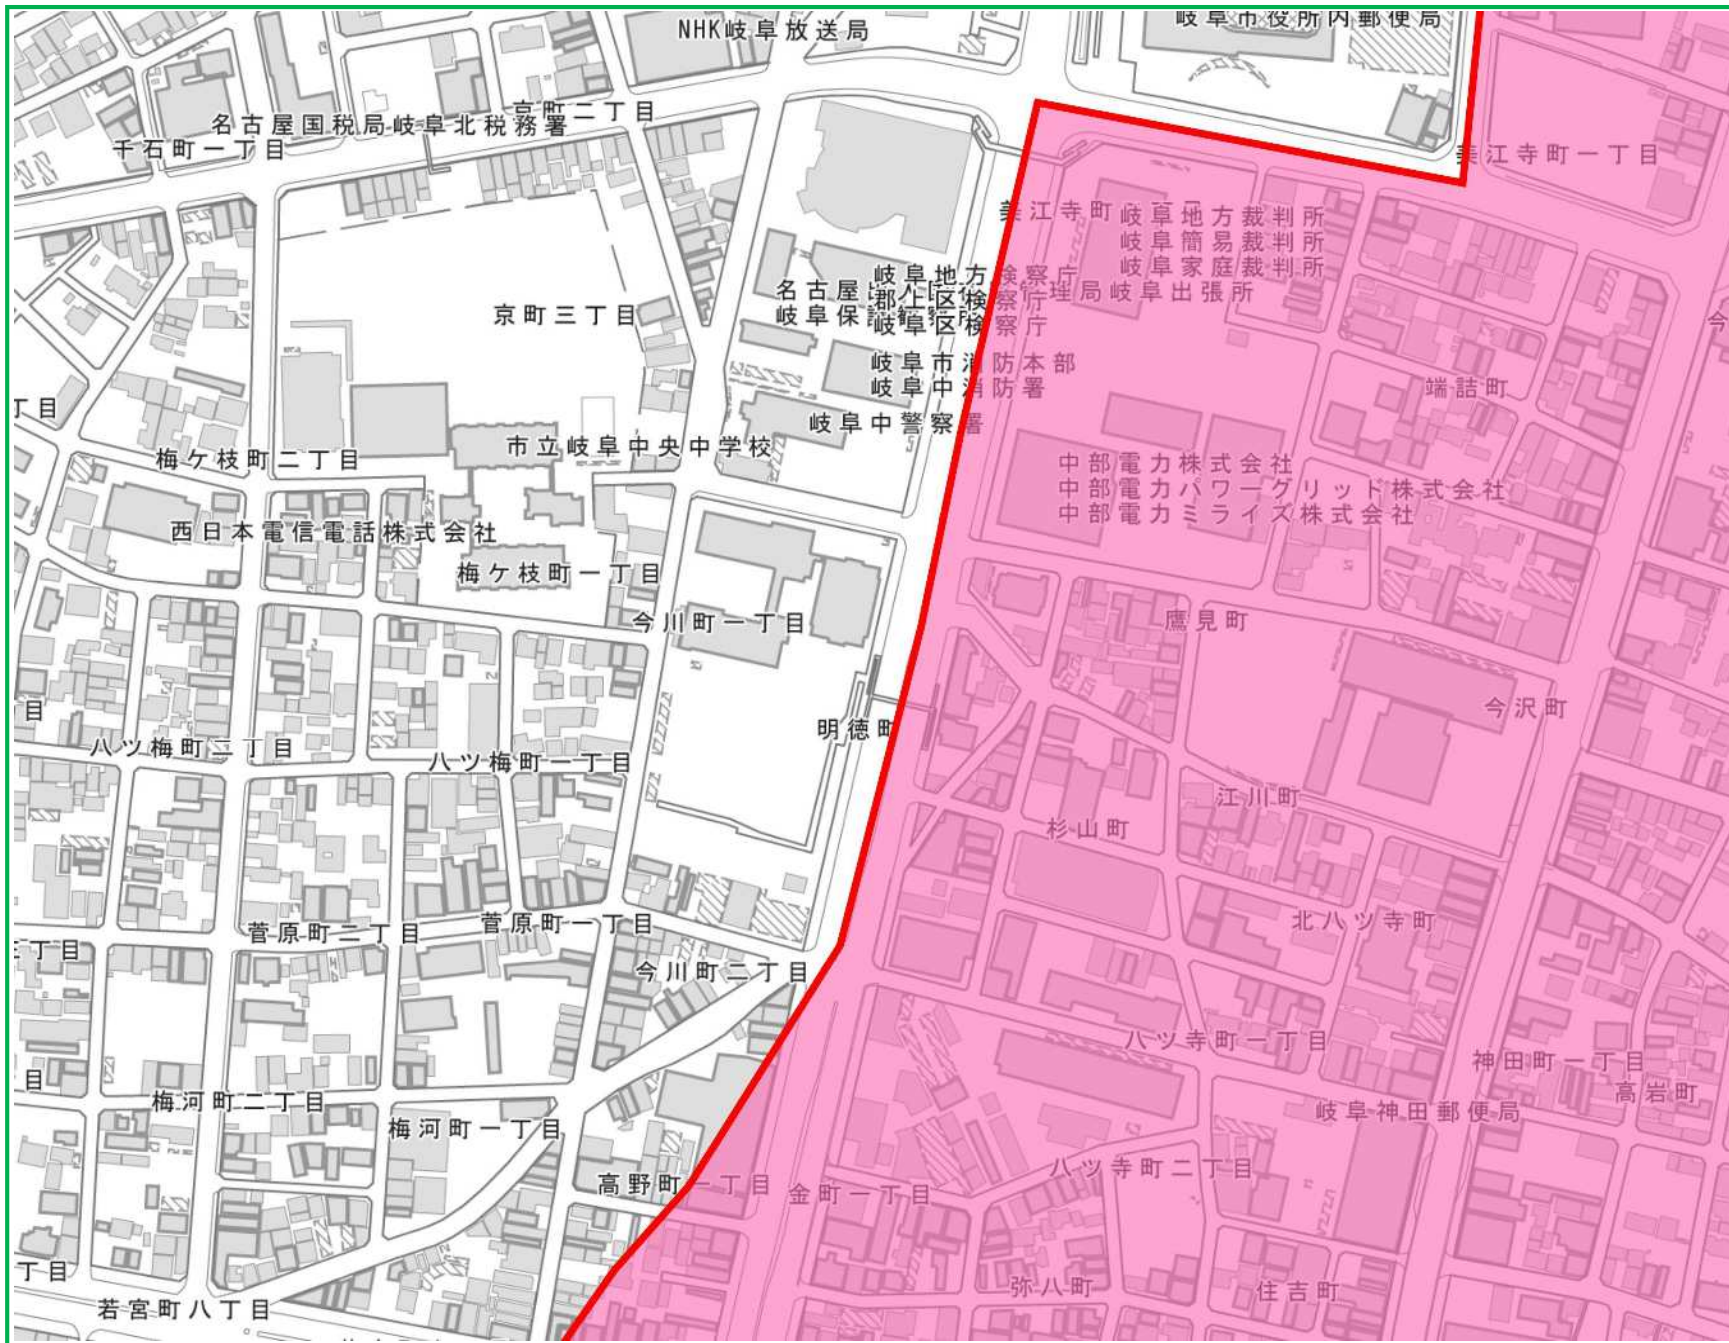 岐阜市役所内郵便局
NHK岐阜放送局
京町二丁目
名古屋国税局岐阜北税務署
千石町一丁目
美江寺町一丁目
美江寺町二丁目
岐阜地方裁判所
岐阜簡易裁判所
岐阜家庭裁判所
岐阜地方検察庁
岐阜区検察庁
京町三丁目
岐阜市消防本部
岐阜中消防署
端詰町
丁目
岐阜中警察署
市立岐阜中央中学校
梅ケ枝町二丁目
中部電力株式会社
中部電力パワーグリッド株式会社
中部電力ミライズ株式会社
西日本電信電話株式会社
梅ケ枝町一丁目
今川町一丁目
鷹見町
目
今沢町
明徳町
八ツ梅町二丁目
八ツ梅町一丁目
江川町
杉山町
菅原町二丁目
菅原町一丁目
北八ツ寺町
三丁目
今川町二丁目
八ツ寺町一丁目
神田町一丁目
目
高岩町
梅河町二丁目
岐阜神田郵便局
梅河町一丁目
八ツ寺町二丁目
高野町一丁目
金町一丁目
丁目
弥八町
住吉町
若宮町八丁目